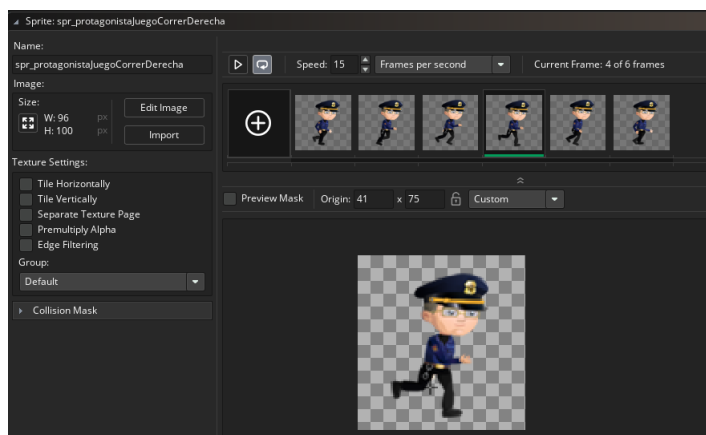 Sprite: spr_protagonistaJuegoCorrerDerecha
Name:
spr_protagonistaJuegoCorrerDerecha
Image:
Size:
W: 96 px
H: 100 px
Edit Image
Import
Texture Settings:
Tile Horizontally
Tile Vertically
Separate Texture Page
Premultiply Alpha
Edge Filtering
Group:
Default
Collision Mask
Speed: 15 Frames per second Current Frame: 4 of 6 frames
Preview Mask Origin: 41 x 75 Custom